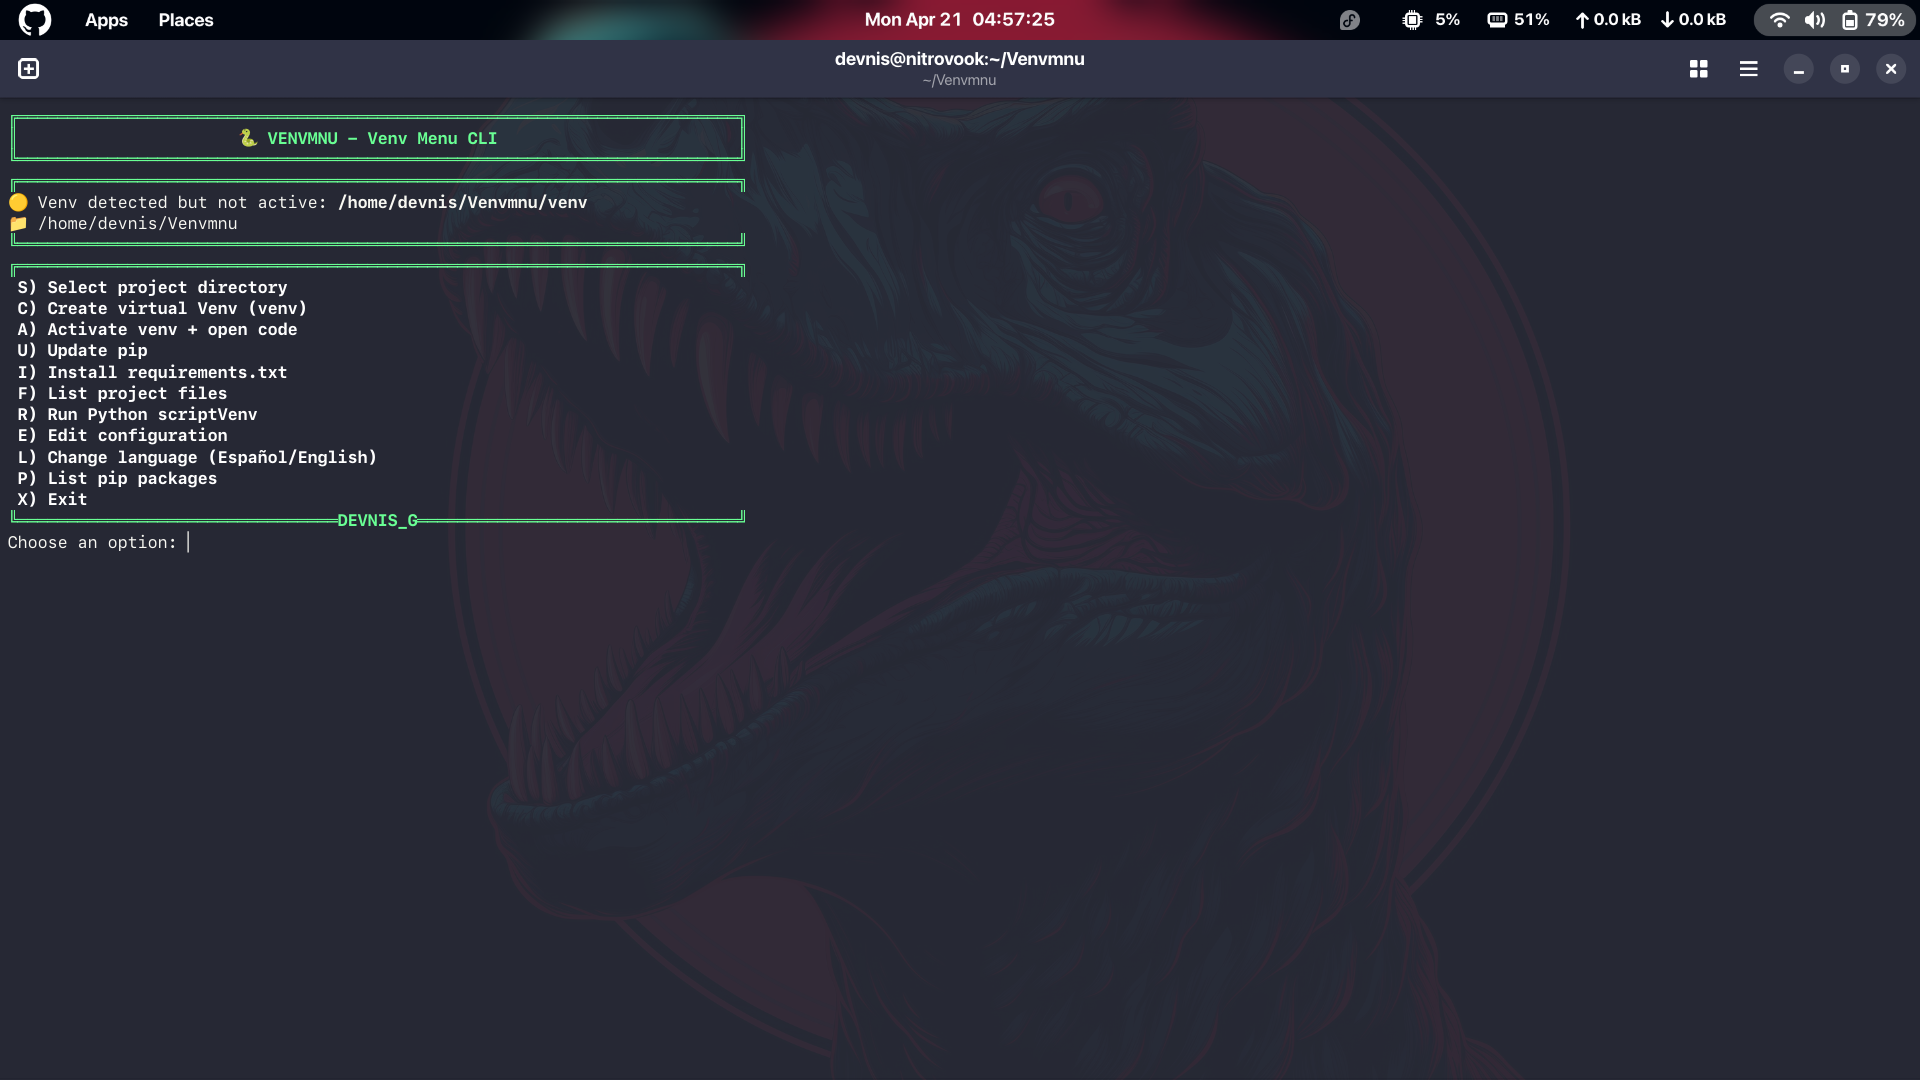 Apps Places Mon Apr 21 04:57:25 5% 51% 0.0 kB 0.0 kB 79%
devnis@nitrovook:~/Venvmnu
~/Venvmnu
VENVMNU – Venv Menu CLI
Venv detected but not active: /home/devnis/Venvmnu/venv
/home/devnis/Venvmnu
S) Select project directory
C) Create virtual Venv (venv)
A) Activate venv + open code
U) Update pip
I) Install requirements.txt
F) List project files
R) Run Python scriptVenv
E) Edit configuration
L) Change language (Español/English)
P) List pip packages
X) Exit
DEVNIS_G
Choose an option: